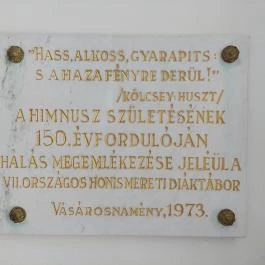 "HASS, ALKOSS, GYARAPITS:
S A HAZA FÉNYRE DERÜL!"
/KÖLCSEY: HUSZT/
A HIMNUSZ SZÜLETÉSÉNEK
150. ÉVFORDULÓJÁN
HÁLÁS MEGEMLÉKEZÉSE JELÉÜL A
VII. ORSZÁGOS HONISMERETI DIÁKTÁBOR
VÁSÁROSNAMÉNY, 1973.